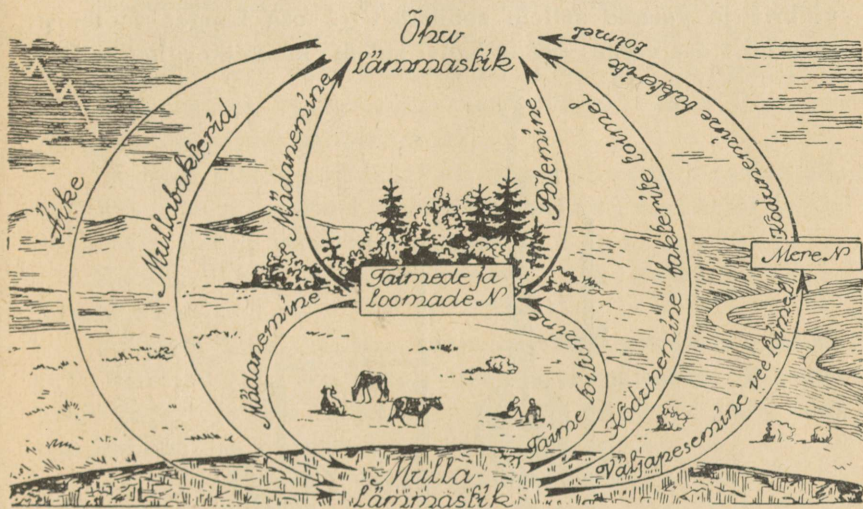 Õhu
lämmastik
Äike
Mullabakterid
Mädanemine
Põlemine
Kõdunemine bakterite toimel
Kõdunemine bakterite toimel
Taimede ja
loomade N
Mere N
Mädanemine
Taime toitumine
Väljapesemine vee toimel
Mulla-
lämmastik